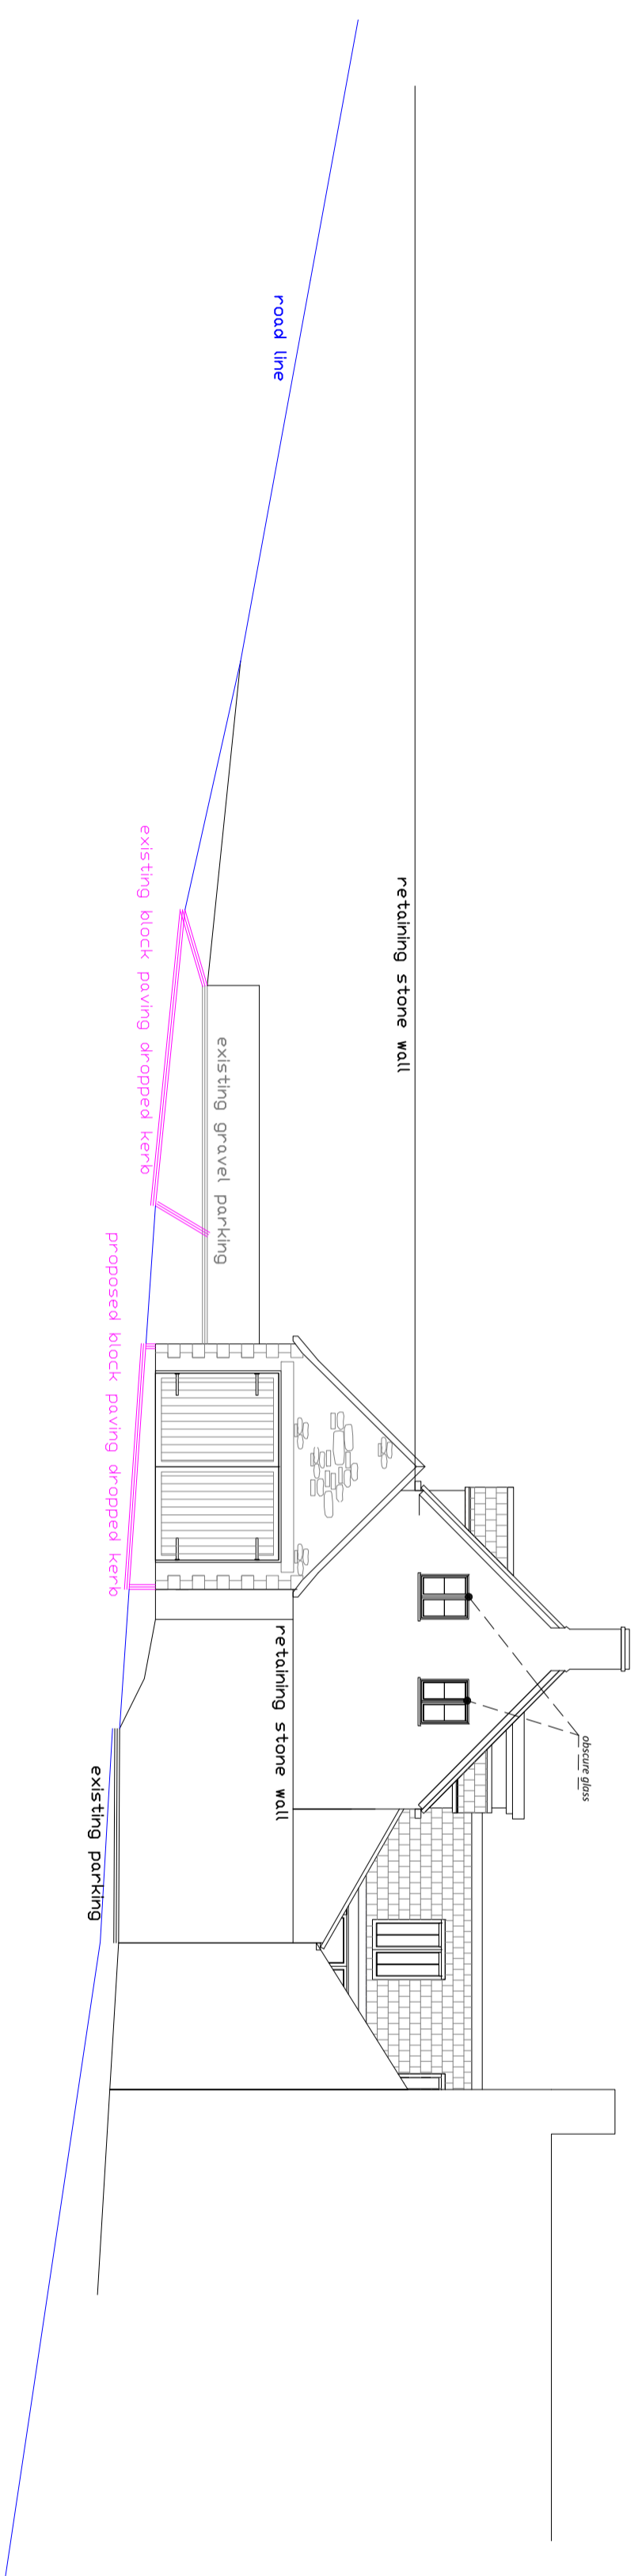 road line
retaining stone wall
existing block paving dropped kerb
existing gravel parking
proposed block paving dropped kerb
retaining stone wall
obscure glass
existing parking